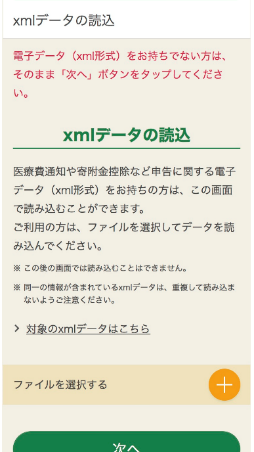 xmlデータの読込
電子データ（xml形式）をお持ちでない方は、
そのまま「次へ」ボタンをタップしてくださ
い。
xmlデータの読込
医療費通知や寄附金控除など申告に関する電子
データ（xml形式）をお持ちの方は、この画面
で読み込むことができます。
ご利用の方は、ファイルを選択してデータを読
み込んでください。
※ この後の画面では読み込むことはできません。
※ 同一の情報が含まれているxmlデータは、重複して読み込ま
ないようご注意ください。
> 対象のxmlデータはこちら
ファイルを選択する
次へ